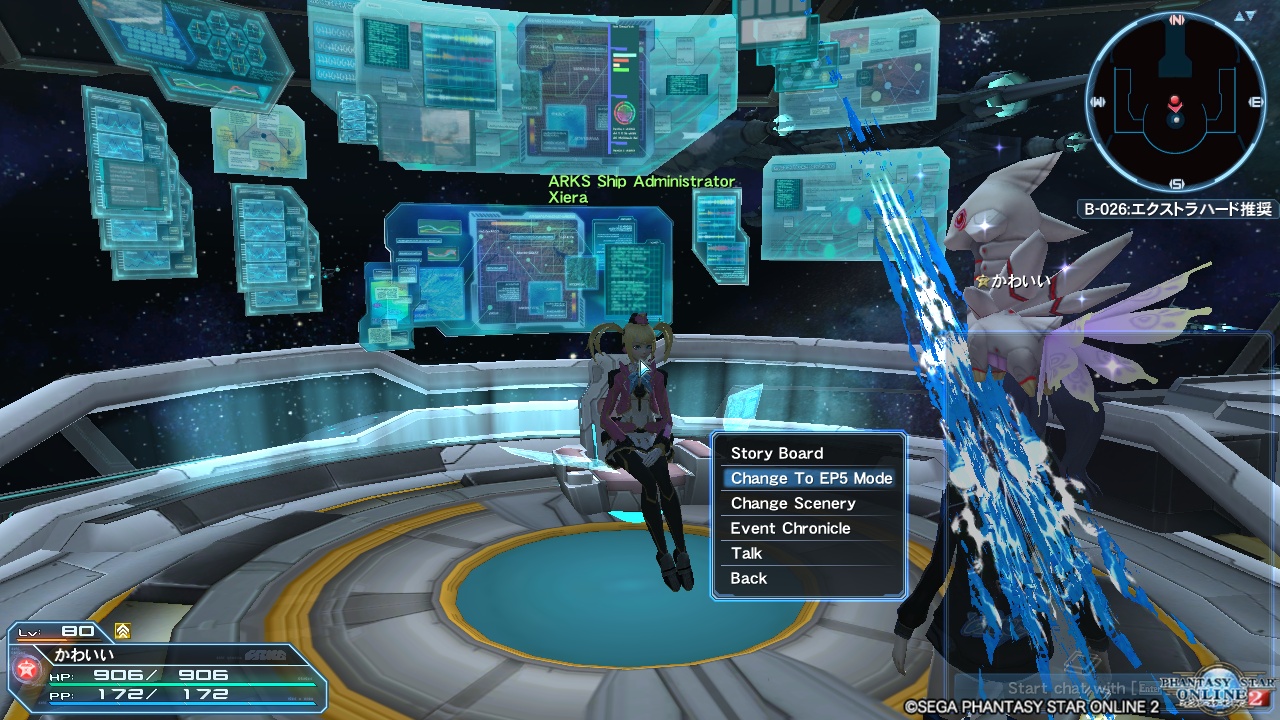 N
W
E
S
ARKS Ship Administrator
Xiera
B-026:エクストラハード推奨
かわいい
Story Board
Change To EP5 Mode
Change Scenery
Event Chronicle
Talk
Back
Lv: 80
かわいい
HP: 906/ 906
PP: 172/ 172
Start chat with [Enter
PHANTASY STAR
ONLINE 2
©SEGA PHANTASY STAR ONLINE 2